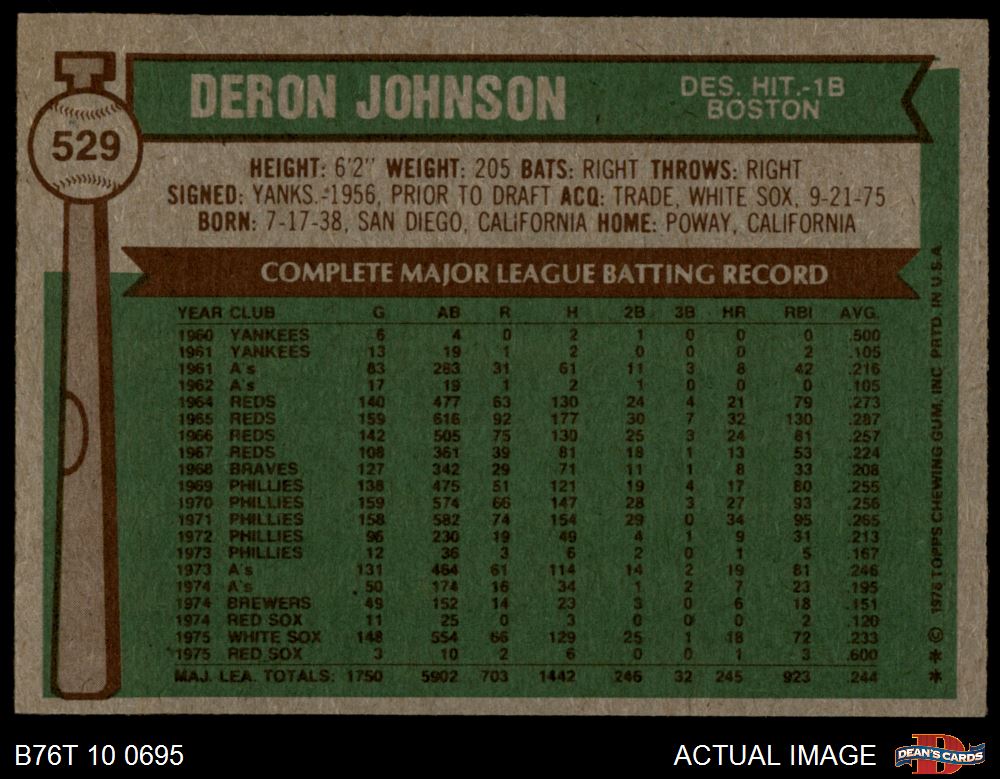 DERON JOHNSON
DES. HIT.-1B
BOSTON
529
HEIGHT: 6'2" WEIGHT: 205 BATS: RIGHT THROWS: RIGHT
SIGNED: YANKS.-1956, PRIOR TO DRAFT ACQ: TRADE, WHITE SOX, 9-21-75
BORN: 7-17-38, SAN DIEGO, CALIFORNIA HOME: POWAY, CALIFORNIA
COMPLETE MAJOR LEAGUE BATTING RECORD
YEAR CLUB G AB R H 2B 3B HR RBI AVG.
1960 YANKEES 6 4 0 2 1 0 0 0 .500
1961 YANKEES 13 19 1 2 0 0 0 2 .105
1961 A's 83 283 31 61 11 3 8 42 .216
1962 A's 17 19 1 2 1 0 0 0 .105
1964 REDS 140 477 63 130 24 4 21 79 .273
1965 REDS 159 616 92 177 30 7 32 130 .287
1966 REDS 142 505 75 130 25 3 24 81 .257
1967 REDS 108 361 39 81 18 1 13 53 .224
1968 BRAVES 127 342 29 71 11 1 8 33 .208
1969 PHILLIES 138 475 51 121 19 4 17 80 .255
1970 PHILLIES 159 574 66 147 28 3 27 93 .256
1971 PHILLIES 158 582 74 154 29 0 34 95 .265
1972 PHILLIES 96 230 19 49 4 1 9 31 .213
1973 PHILLIES 12 36 3 6 2 0 1 5 .167
1973 A's 131 464 61 114 14 2 19 81 .246
1974 A's 50 174 16 34 1 2 7 23 .195
1974 BREWERS 49 152 14 23 3 0 6 18 .151
1974 RED SOX 11 25 0 3 0 0 0 2 .120
1975 WHITE SOX 148 554 66 129 25 1 18 72 .233
1975 RED SOX 3 10 2 6 0 0 1 3 .600
MAJ. LEA. TOTALS: 1750 5902 703 1442 246 32 245 923 .244
** © 1976 TOPPS CHEWING GUM, INC. PRTD. IN U.S.A.
B76T 10 0695
ACTUAL IMAGE
DEAN'S CARDS